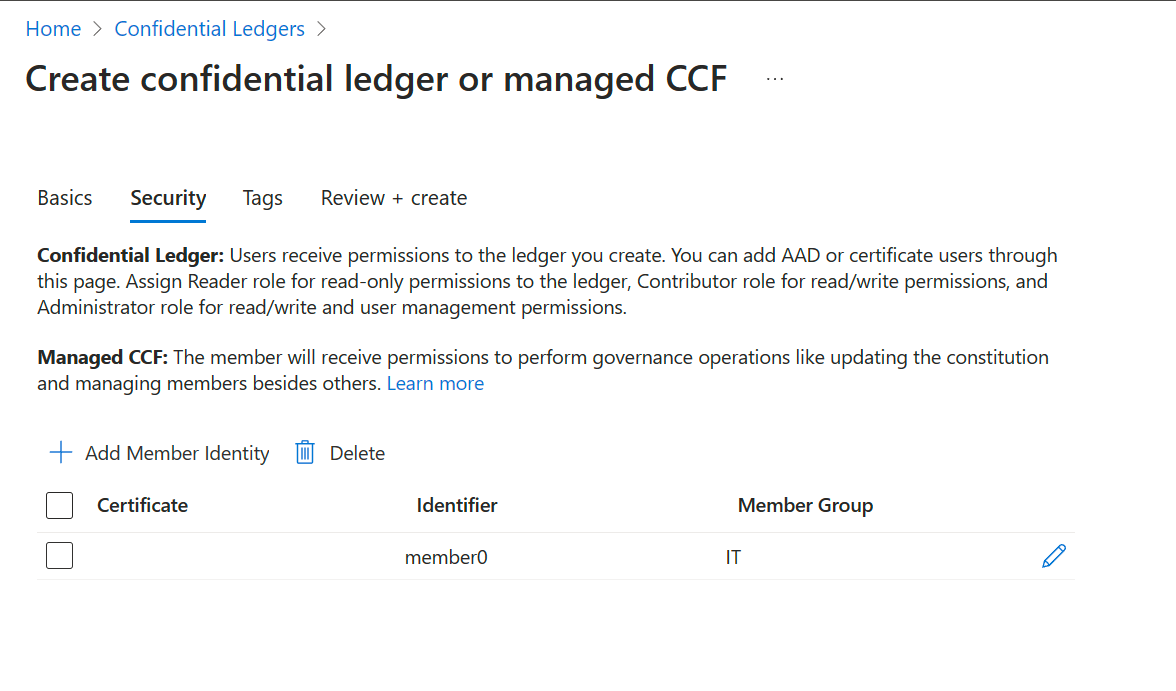 Home > Confidential Ledgers >
Create confidential ledger or managed CCF ...
Basics Security Tags Review + create
Confidential Ledger: Users receive permissions to the ledger you create. You can add AAD or certificate users through
this page. Assign Reader role for read-only permissions to the ledger, Contributor role for read/write permissions, and
Administrator role for read/write and user management permissions.
Managed CCF: The member will receive permissions to perform governance operations like updating the constitution
and managing members besides others. Learn more
Add Member Identity Delete
Certificate Identifier Member Group
member0 IT